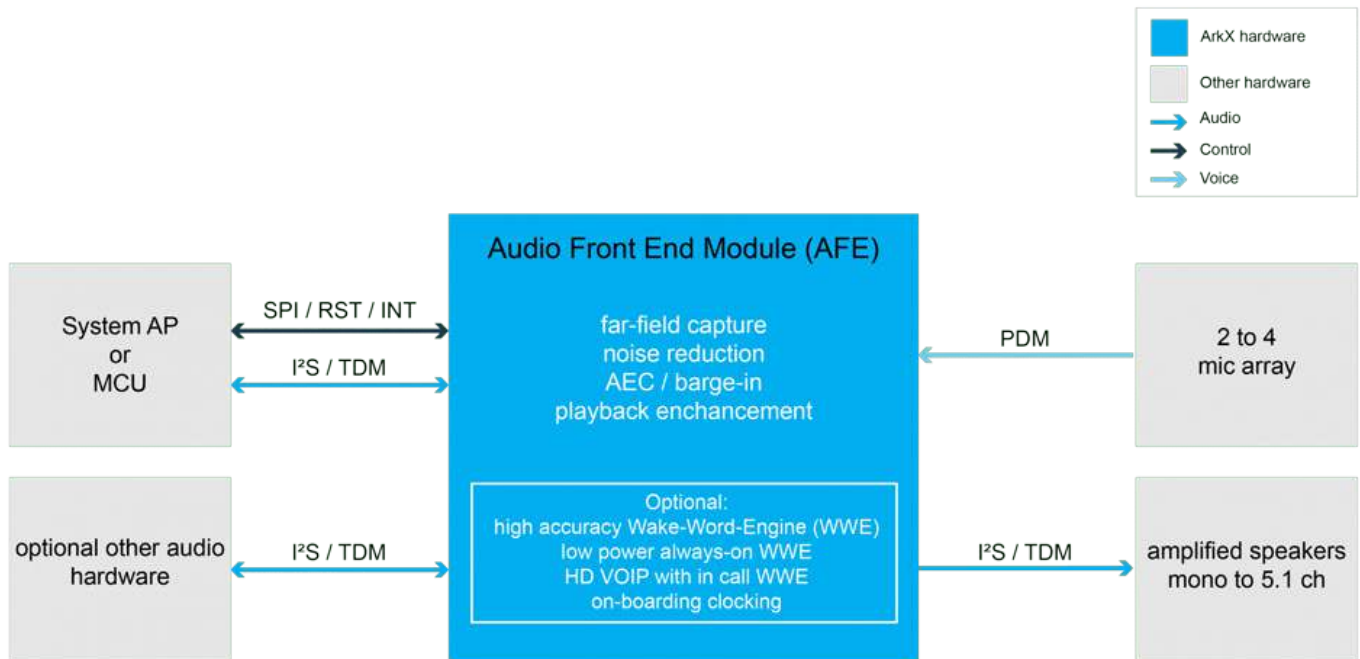 ArkX hardware
Other hardware
Audio
Control
Voice
Audio Front End Module (AFE)
far-field capture
noise reduction
AEC / barge-in
playback enchancement
Optional:
high accuracy Wake-Word-Engine (WWE)
low power always-on WWE
HD VOIP with in call WWE
on-boarding clocking
System AP
or
MCU
SPI / RST / INT
I²S / TDM
optional other audio
hardware
I²S / TDM
PDM
2 to 4
mic array
I²S / TDM
amplified speakers
mono to 5.1 ch